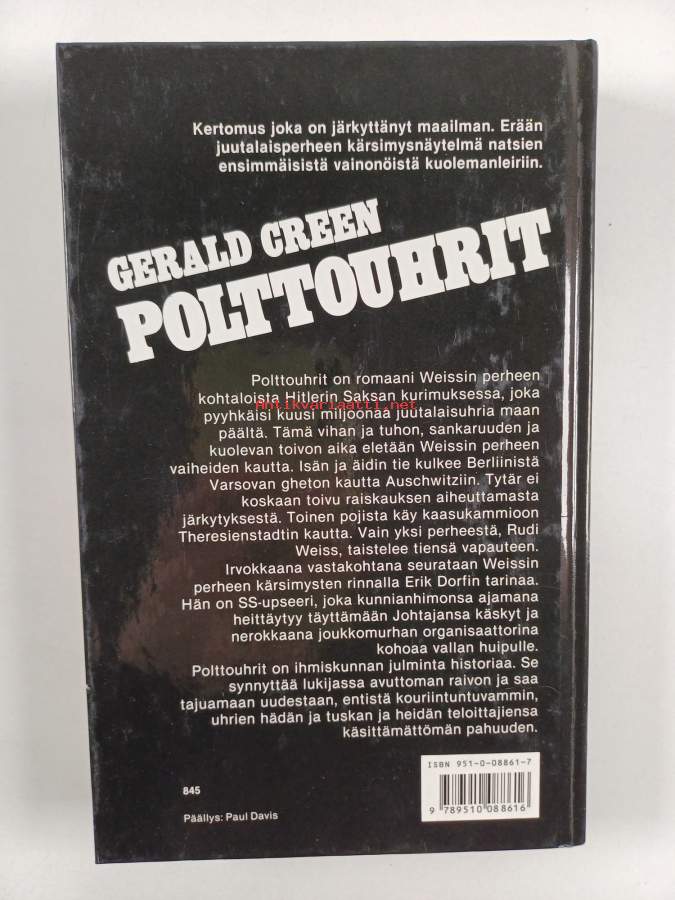 Kertomus joka on järkyttänyt maailman. Erään
juutalaisperheen kärsimysnäytelmä natsien
ensimmäisistä vainonöistä kuolemanleiriin.
GERALD GREEN
POLTTOUHRIT
Polttouhrit on romaani Weissin perheen
kohtaloista Hitlerin Saksan kurimuksessa, joka
Antikvariaatti.net
pyyhkäisi kuusi miljoonaa juutalaisuhria maan
päältä. Tämä vihan ja tuhon, sankaruuden ja
kuolevan toivon aika eletään Weissin perheen
vaiheiden kautta. Isän ja äidin tie kulkee Berliinistä
Varsovan gheton kautta Auschwitziin. Tytär ei
koskaan toivu raiskauksen aiheuttamasta
järkytyksestä. Toinen pojista käy kaasukammioon
Theresienstadtin kautta. Vain yksi perheestä, Rudi
Weiss, taistelee tiensä vapauteen.
Irvokkaana vastakohtana seurataan Weissin
perheen kärsimysten rinnalla Erik Dorfin tarinaa.
Hän on SS-upseeri, joka kunnianhimonsa ajamana
heittäytyy täyttämään Johtajansa käskyt ja
nerokkaana joukkomurhan organisaattorina
kohoaa vallan huipulle.
Polttouhrit on ihmiskunnan julminta historiaa. Se
synnyttää lukijassa avuttoman raivon ja saa
tajuamaan uudestaan, entistä kouriintuntuvammin,
uhrien hädän ja tuskan ja heidän teloittajiensa
käsittämättömän pahuuden.
ISBN 951-0-08861-7
9 789510 088616
845
Päällys: Paul Davis